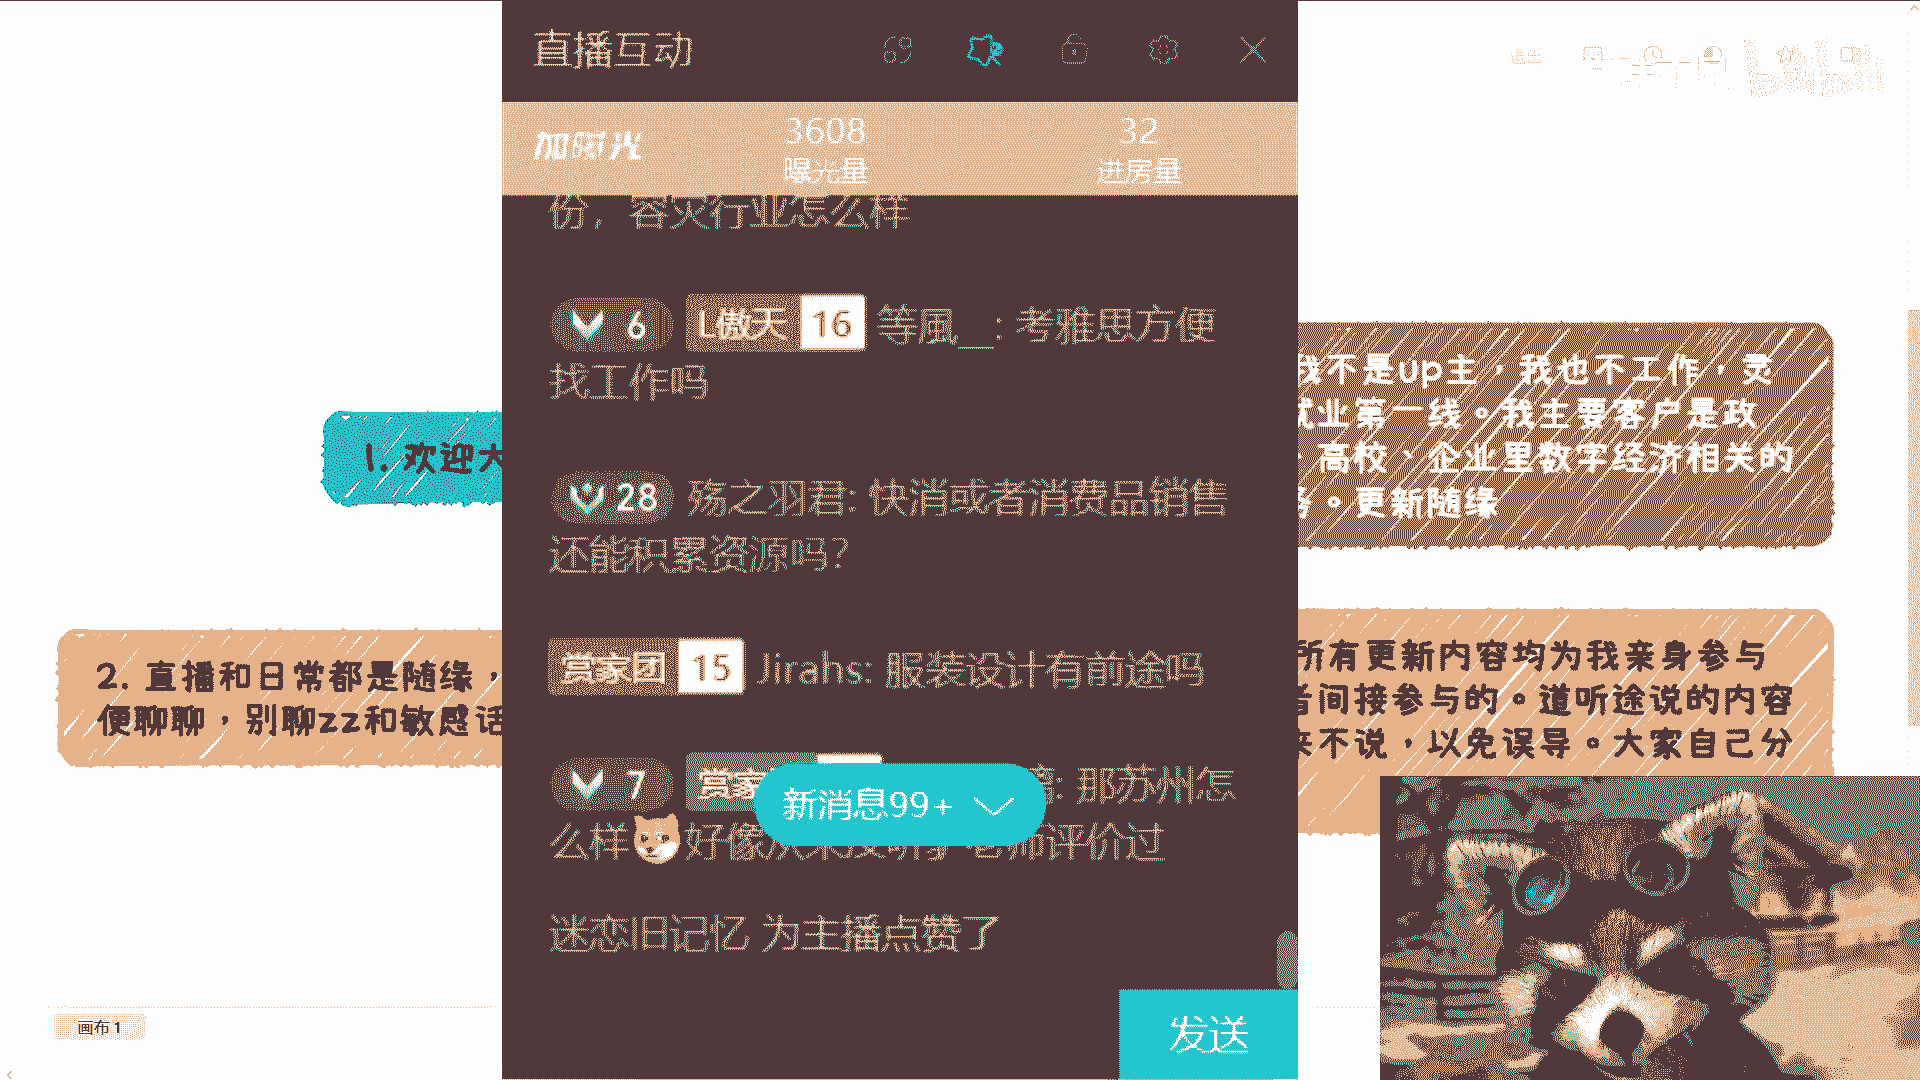 直播互动
加曝光
3608
曝光量
32
进房量
份，容灾行业怎么样
6 L傲天 16 等風__: 考雅思方便
找工作吗
28 殇之羽君: 快消或者消费品销售
还能积累资源吗？
赏家团 15 Jirahs: 服装设计有前途吗
7 赏家 : 那苏州怎
么样 好像从来没听 老师评价过
新消息99+
迷恋旧记忆 为主播点赞了
发送
1. 欢迎大
2. 直播和日常都是随缘，
便聊聊，别聊zz和敏感话
我不是up主，我也不工作，灵
就业第一线。我主要客户是政
、高校、企业里数字经济相关的
务。更新随缘
所有更新内容均为我亲身参与
者间接参与的。道听途说的内容
来不说，以免误导。大家自己分
画布 1